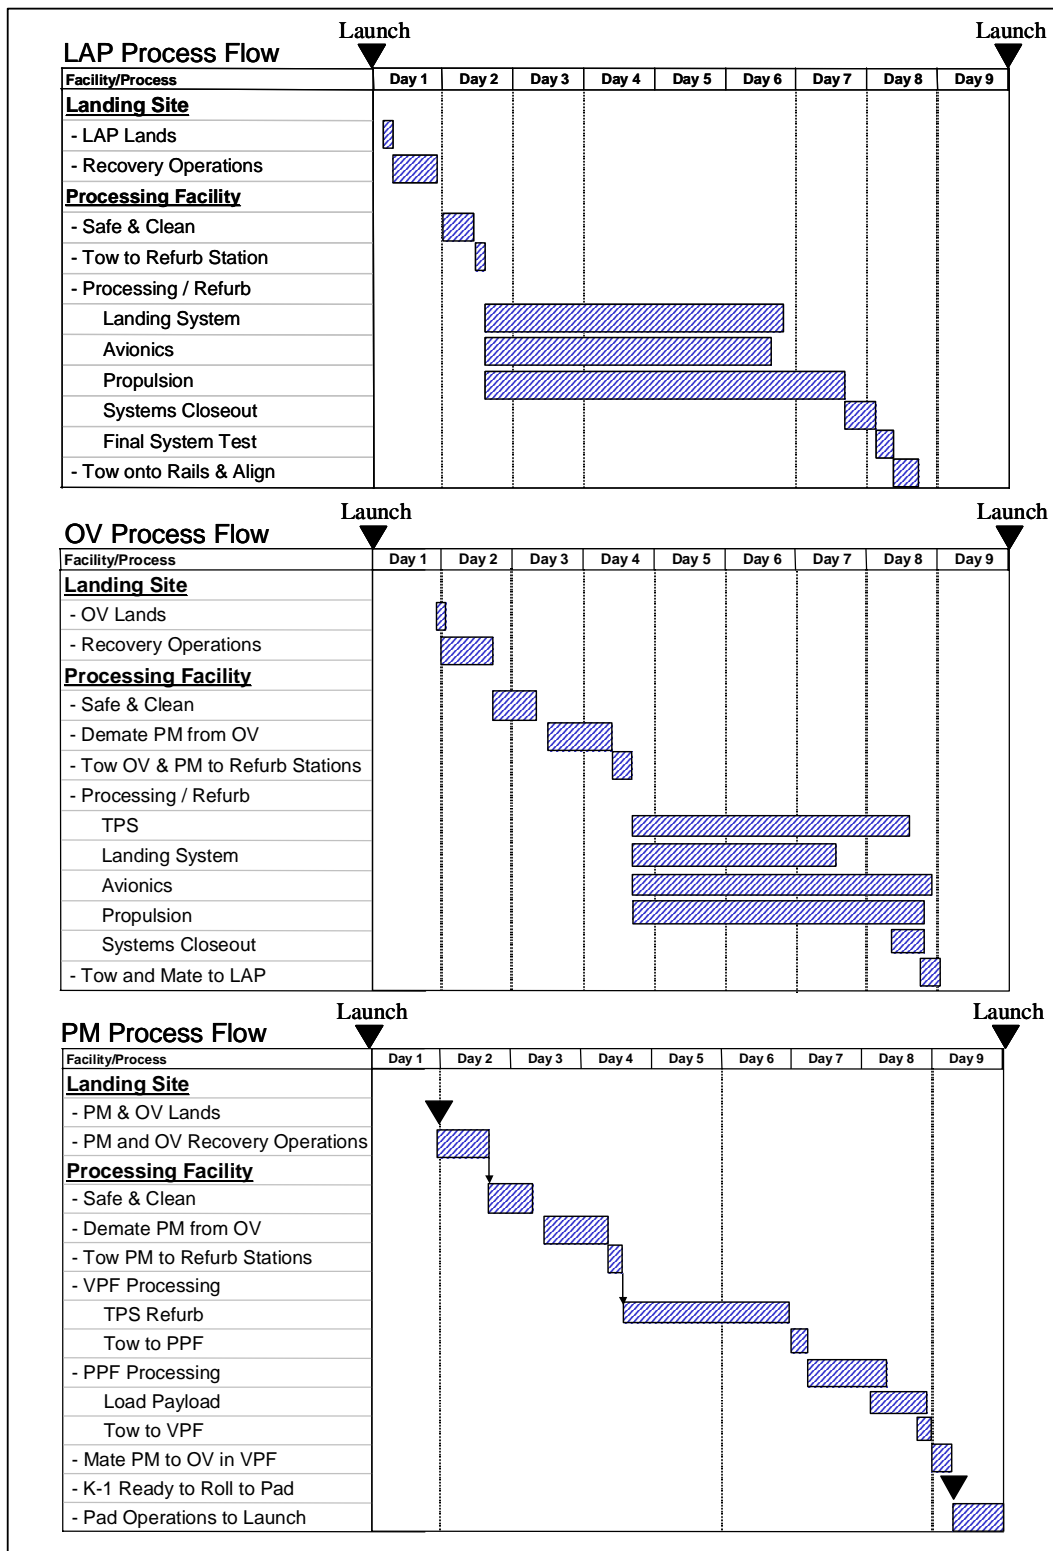 Launch Launch
LAP Process Flow
Facility/Process Day 1 Day 2 Day 3 Day 4 Day 5 Day 6 Day 7 Day 8 Day 9
Landing Site
- LAP Lands
- Recovery Operations
Processing Facility
- Safe & Clean
- Tow to Refurb Station
- Processing / Refurb
Landing System
Avionics
Propulsion
Systems Closeout
Final System Test
- Tow onto Rails & Align
Launch Launch
OV Process Flow
Facility/Process Day 1 Day 2 Day 3 Day 4 Day 5 Day 6 Day 7 Day 8 Day 9
Landing Site
- OV Lands
- Recovery Operations
Processing Facility
- Safe & Clean
- Demate PM from OV
- Tow OV & PM to Refurb Stations
- Processing / Refurb
TPS
Landing System
Avionics
Propulsion
Systems Closeout
- Tow and Mate to LAP
Launch Launch
PM Process Flow
Facility/Process Day 1 Day 2 Day 3 Day 4 Day 5 Day 6 Day 7 Day 8 Day 9
Landing Site
- PM & OV Lands
- PM and OV Recovery Operations
Processing Facility
- Safe & Clean
- Demate PM from OV
- Tow PM to Refurb Stations
- VPF Processing
TPS Refurb
Tow to PPF
- PPF Processing
Load Payload
Tow to VPF
- Mate PM to OV in VPF
- K-1 Ready to Roll to Pad
- Pad Operations to Launch